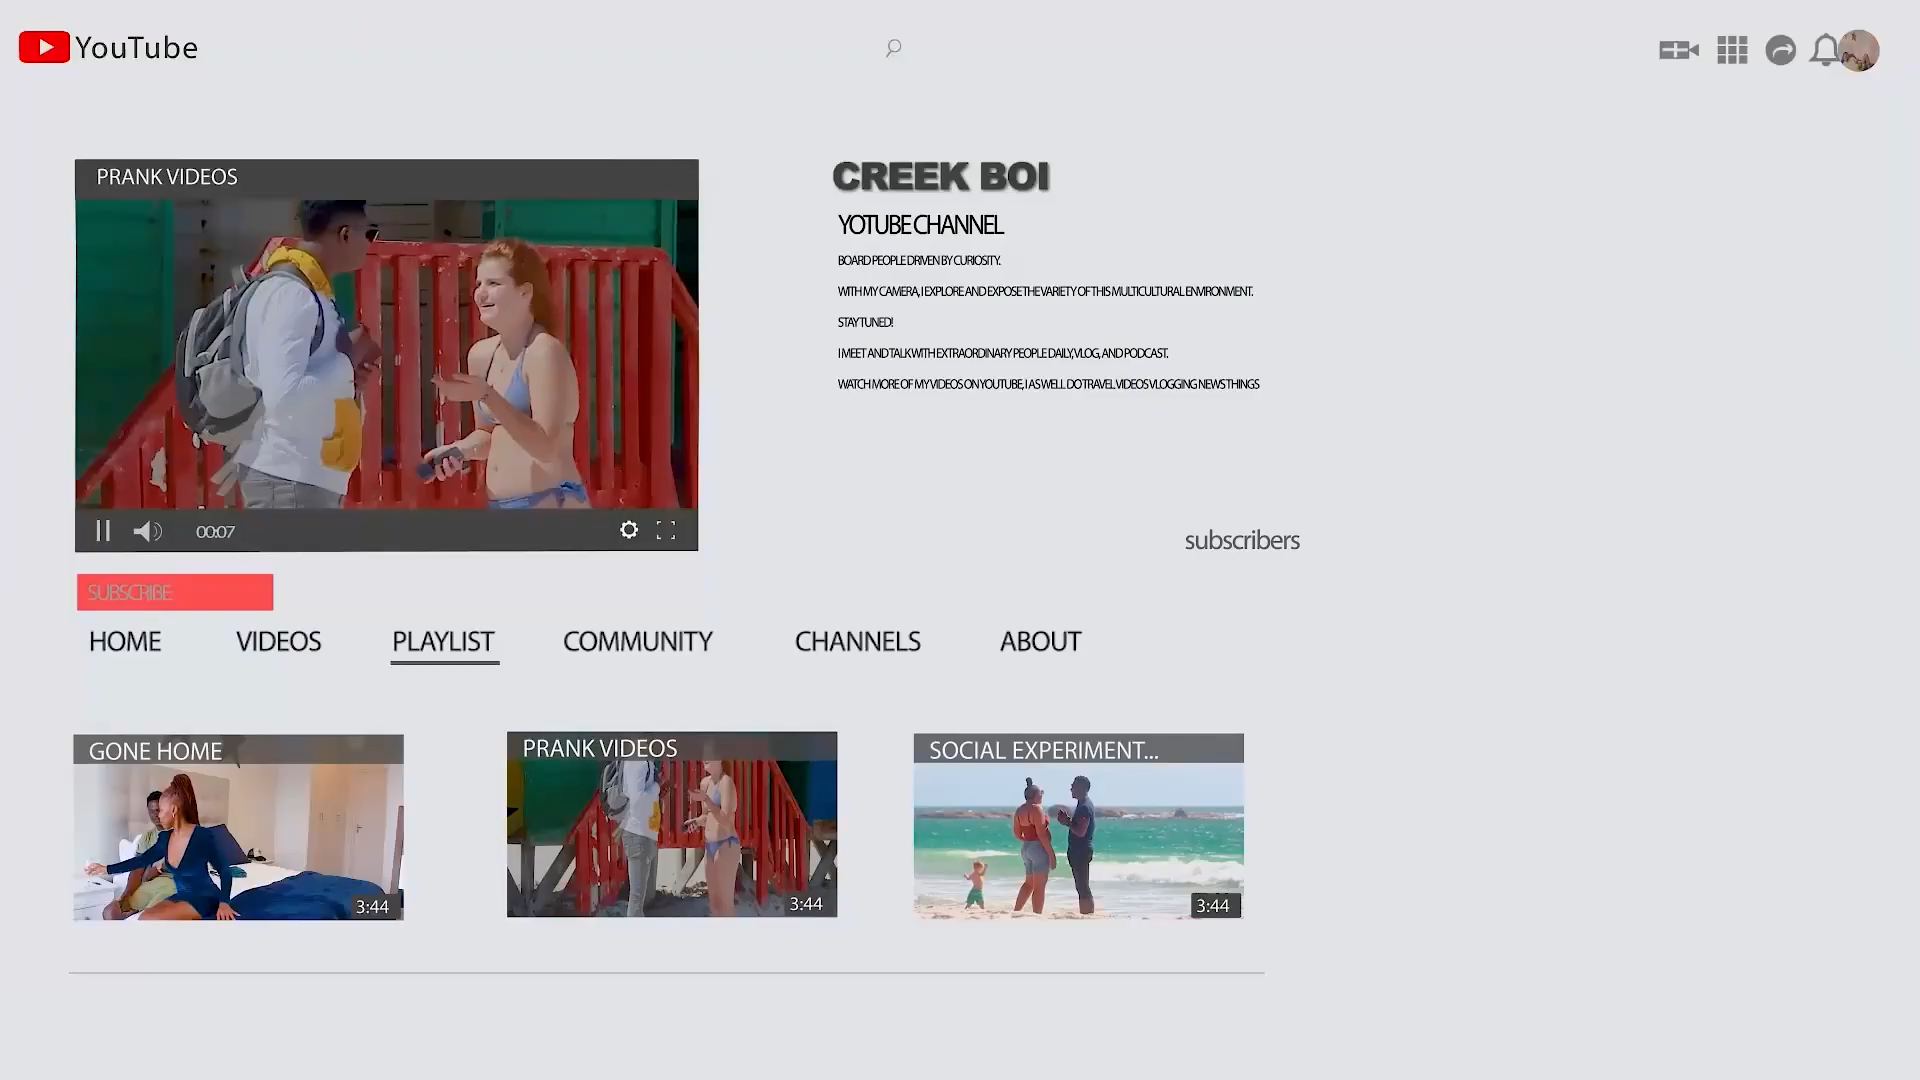 YouTube
PRANK VIDEOS
CREEK BOI
YOTUBE CHANNEL
BOARD PEOPLE DRIVEN BY CURIOSITY.
WITH MY CAMERA, I EXPLORE AND EXPOSE THE VARIETY OF THIS MULTICULTURAL ENVIRONMENT.
STAY TUNED!
I MEET AND TALK WITH EXTRAORDINARY PEOPLE DAILY, VLOG, AND PODCAST.
WATCH MORE OF MY VIDEOS ON YOUTUBE, I AS WELL DO TRAVEL VIDEOS VLOGGING NEWS THINGS
00:07
subscribers
SUBSCRIBE
HOME VIDEOS PLAYLIST COMMUNITY CHANNELS ABOUT
GONE HOME
3:44
PRANK VIDEOS
3:44
SOCIAL EXPERIMENT...
3:44